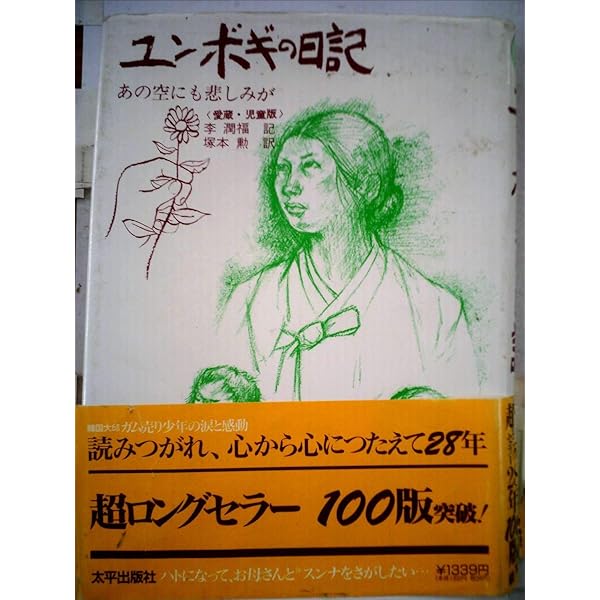 ユンボギの日記
あの空にも悲しみが
〈愛蔵・児童版〉
李潤福 記
塚本勲 訳
韓国大邱 ガム売り少年の涙と感動
読みつがれ、心から心につたえて28年
超ロングセラー 100版突破!
太平出版社
ハトになって、お母さんとスンナをさがしたい…
¥1339円